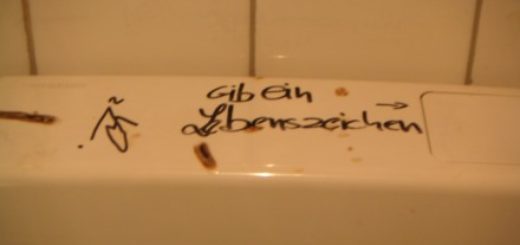 Gib Ein
Lebenszeichen →